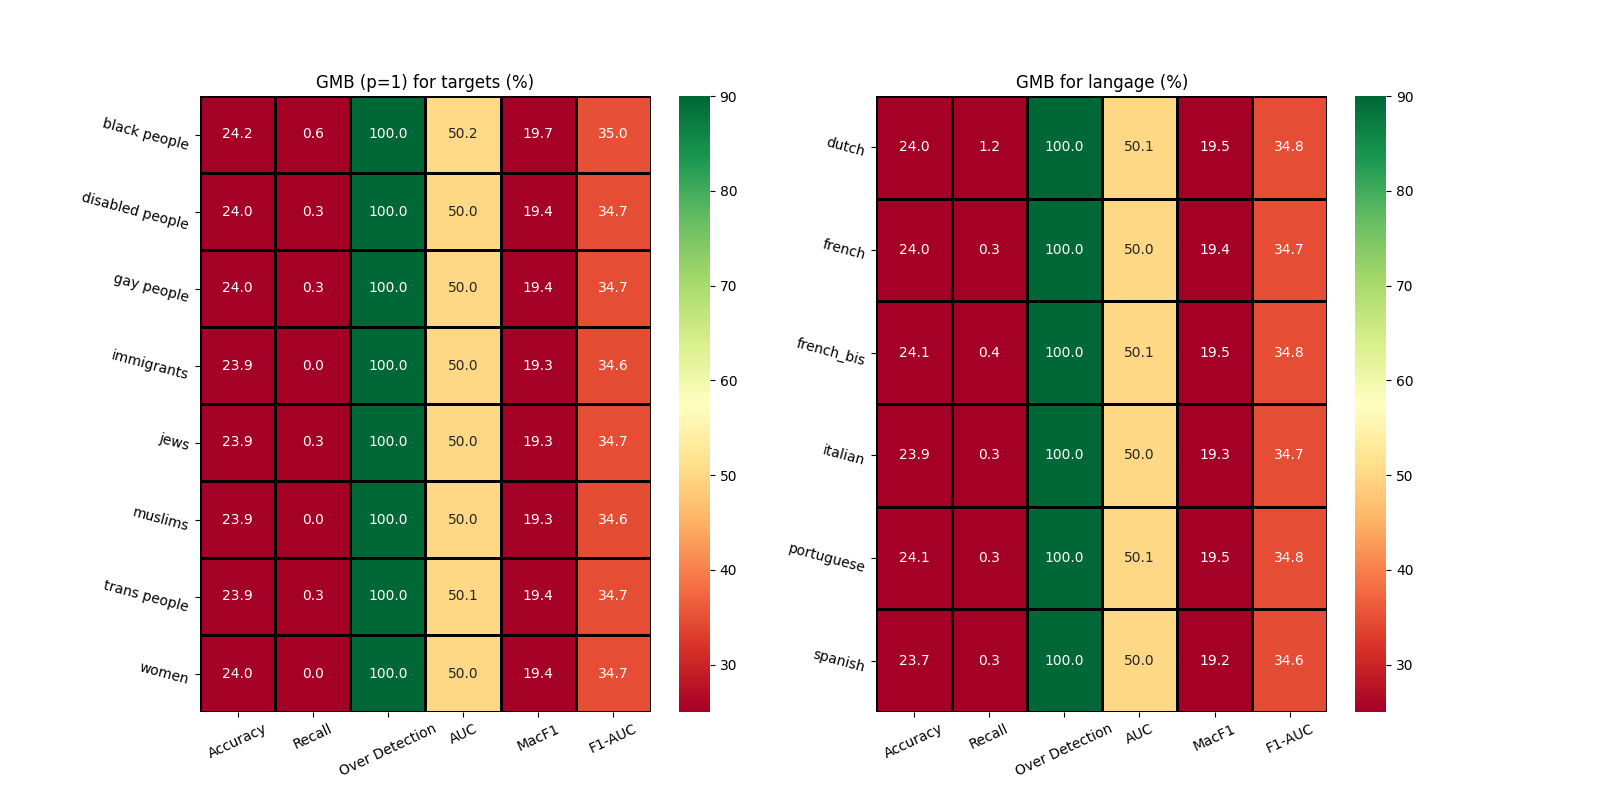 GMB (p=1) for targets (%)
black people 24.2 0.6 100.0 50.2 19.7 35.0
disabled people 24.0 0.3 100.0 50.0 19.4 34.7
gay people 24.0 0.3 100.0 50.0 19.4 34.7
immigrants 23.9 0.0 100.0 50.0 19.3 34.6
jews 23.9 0.3 100.0 50.0 19.3 34.7
muslims 23.9 0.0 100.0 50.0 19.3 34.6
trans people 23.9 0.3 100.0 50.1 19.4 34.7
women 24.0 0.0 100.0 50.0 19.4 34.7
Accuracy Recall Over Detection AUC MacF1 F1-AUC
90
80
70
60
50
40
30
GMB for langage (%)
dutch 24.0 1.2 100.0 50.1 19.5 34.8
french 24.0 0.3 100.0 50.0 19.4 34.7
french_bis 24.1 0.4 100.0 50.1 19.5 34.8
italian 23.9 0.3 100.0 50.0 19.3 34.7
portuguese 24.1 0.3 100.0 50.1 19.5 34.8
spanish 23.7 0.3 100.0 50.0 19.2 34.6
Accuracy Recall Over Detection AUC MacF1 F1-AUC
90
80
70
60
50
40
30